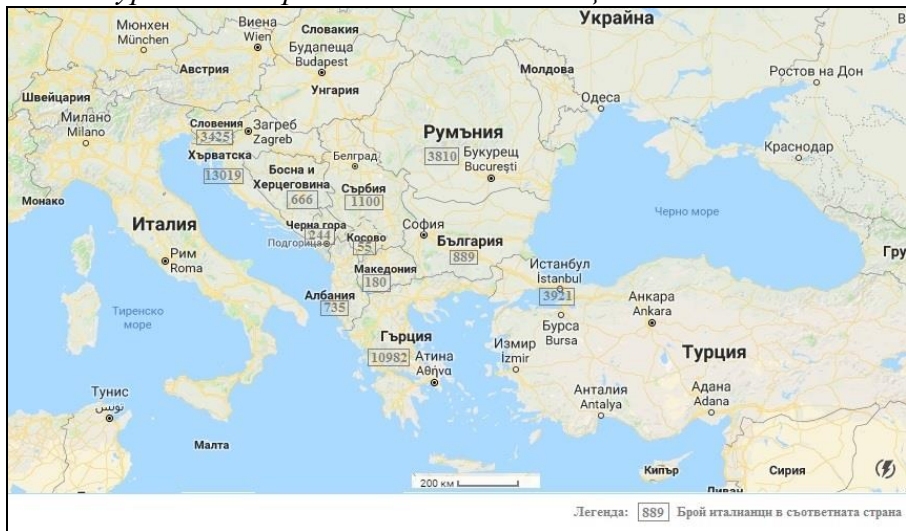 Украйна
Мюнхен
München
Виена
Wien
Словакия
Будапеща
Budapest
Австрия
Унгария
Молдова
Ростов на Дон
Одеса
Швейцария
Милано
Milano
Словения
3425
Загреб
Zagreb
Хърватска
13019
Белград
Босна и
Херцеговина
666
Сърбия
1100
Румъния
3810
Букурещ
București
Краснодар
Монако
Италия
Рим
Roma
Черна гора
244
Подгорица
Косово
55
София
България
889
Черно море
Гру
Македония
180
Албания
735
Истанбул
İstanbul
3921
Бурса
Bursa
Анкара
Ankara
Тиренско
море
Гърция
10982
Атина
Αθήνα
Измир
İzmir
Турция
Анталия
Antalya
Адана
Adana
Тунис
تونس
Малта
Кипър
Сирия
Ливан
200 км
Легенда: 889 Брой италианци в съответната страна